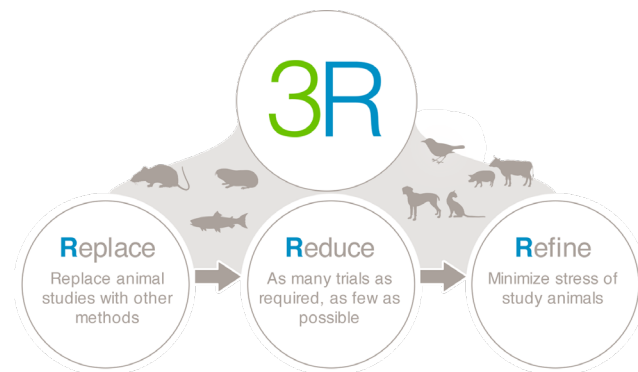 3R
Replace
Replace animal
studies with other
methods
Reduce
As many trials as
required, as few as
possible
Refine
Minimize stress of
study animals